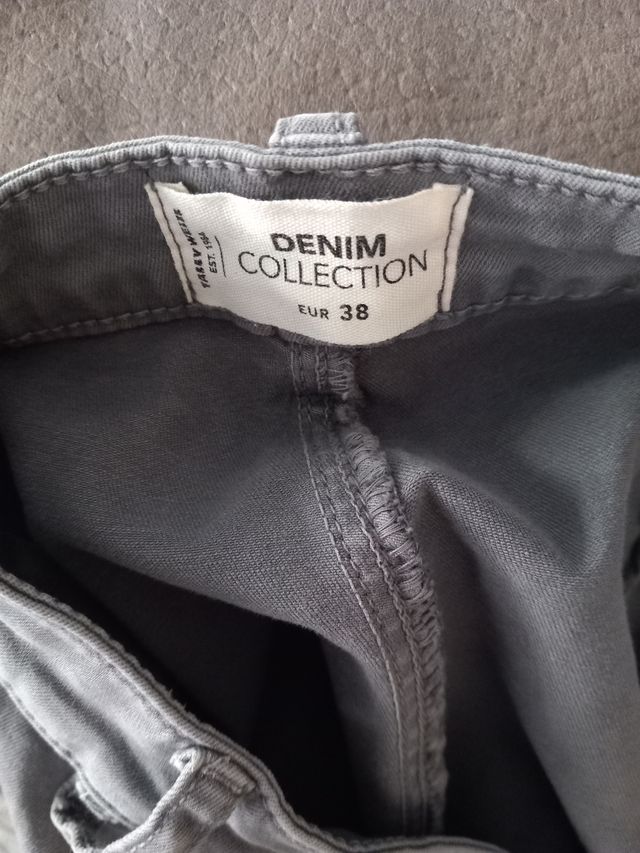 TALLY WEIJL
EST. 1984
DENIM
COLLECTION
EUR 38